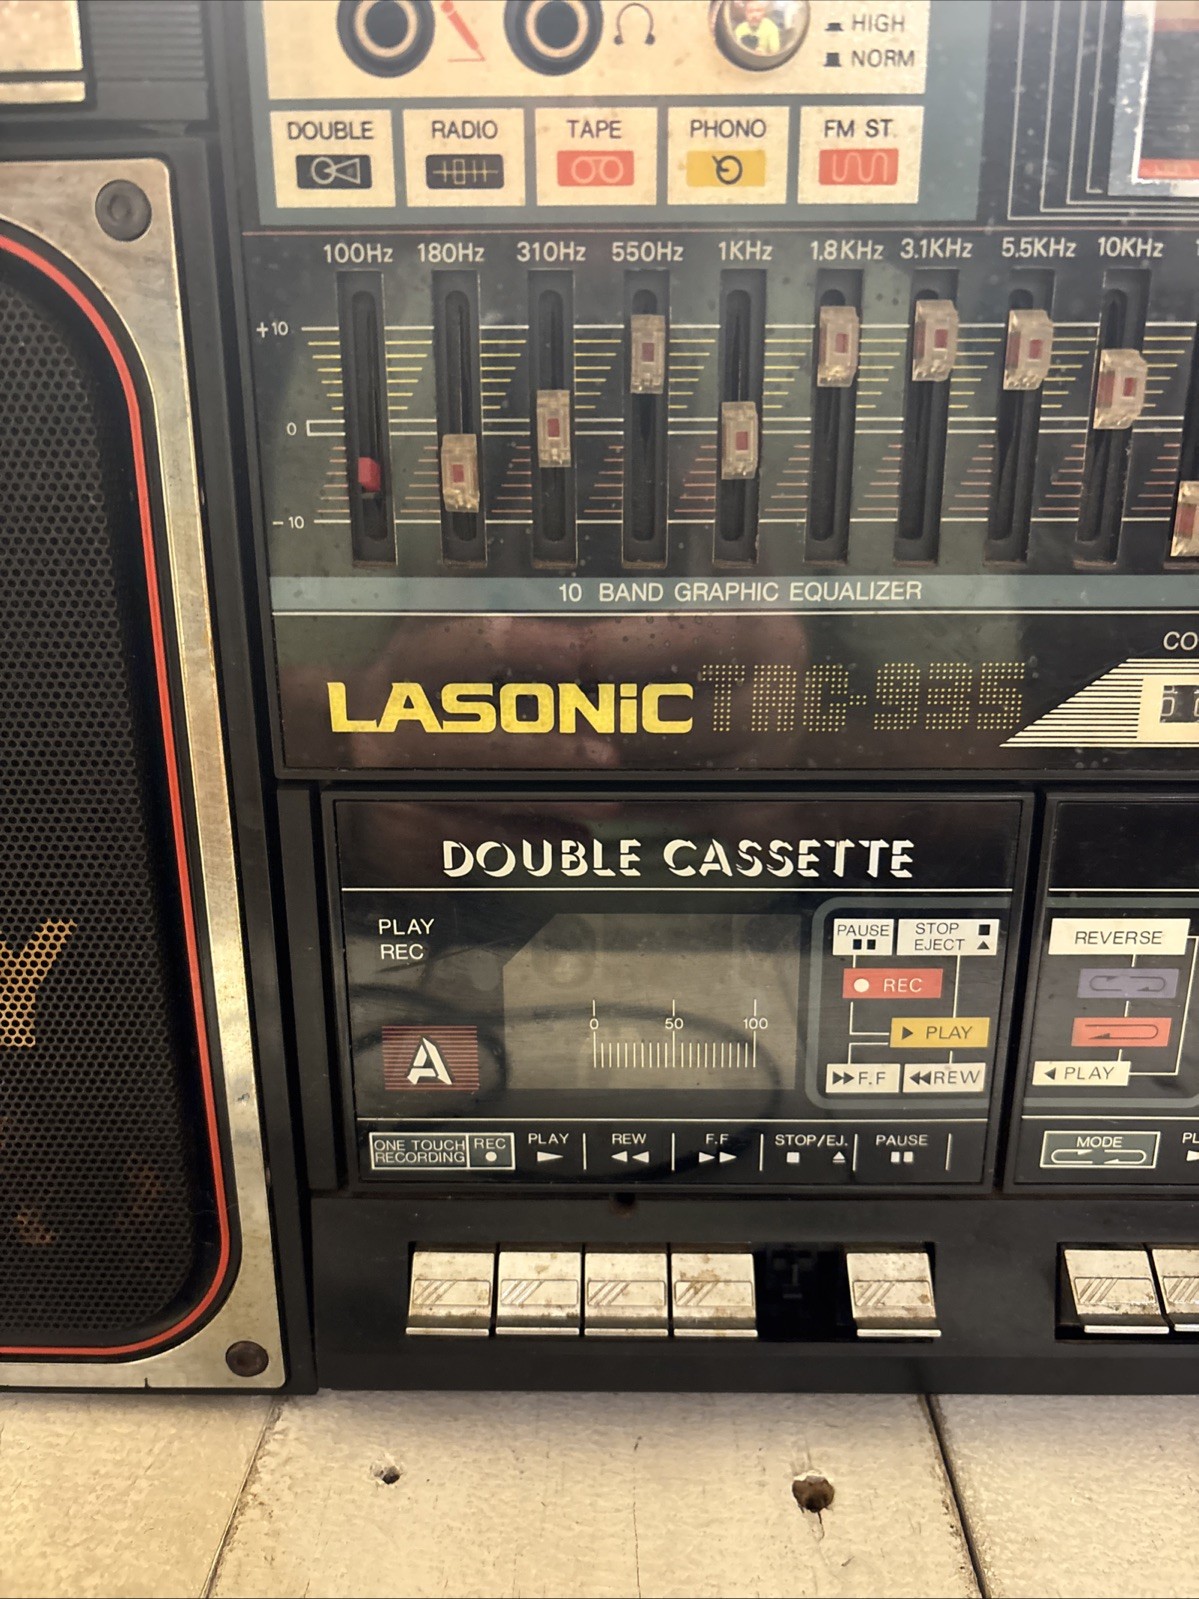 HIGH
NORM
DOUBLE RADIO TAPE PHONO FM ST.
100Hz 180Hz 310Hz 550Hz 1KHz 1.8KHz 3.1KHz 5.5KHz 10KHz
+10
0
-10
10 BAND GRAPHIC EQUALIZER
LASONiC TRC-935
DOUBLE CASSETTE
PLAY
REC
A
0 50 100
PAUSE
STOP
EJECT
REC
PLAY
F.F
REW
REVERSE
PLAY
ONE TOUCH
RECORDING
REC
PLAY
REW
F.F
STOP/EJ.
PAUSE
MODE